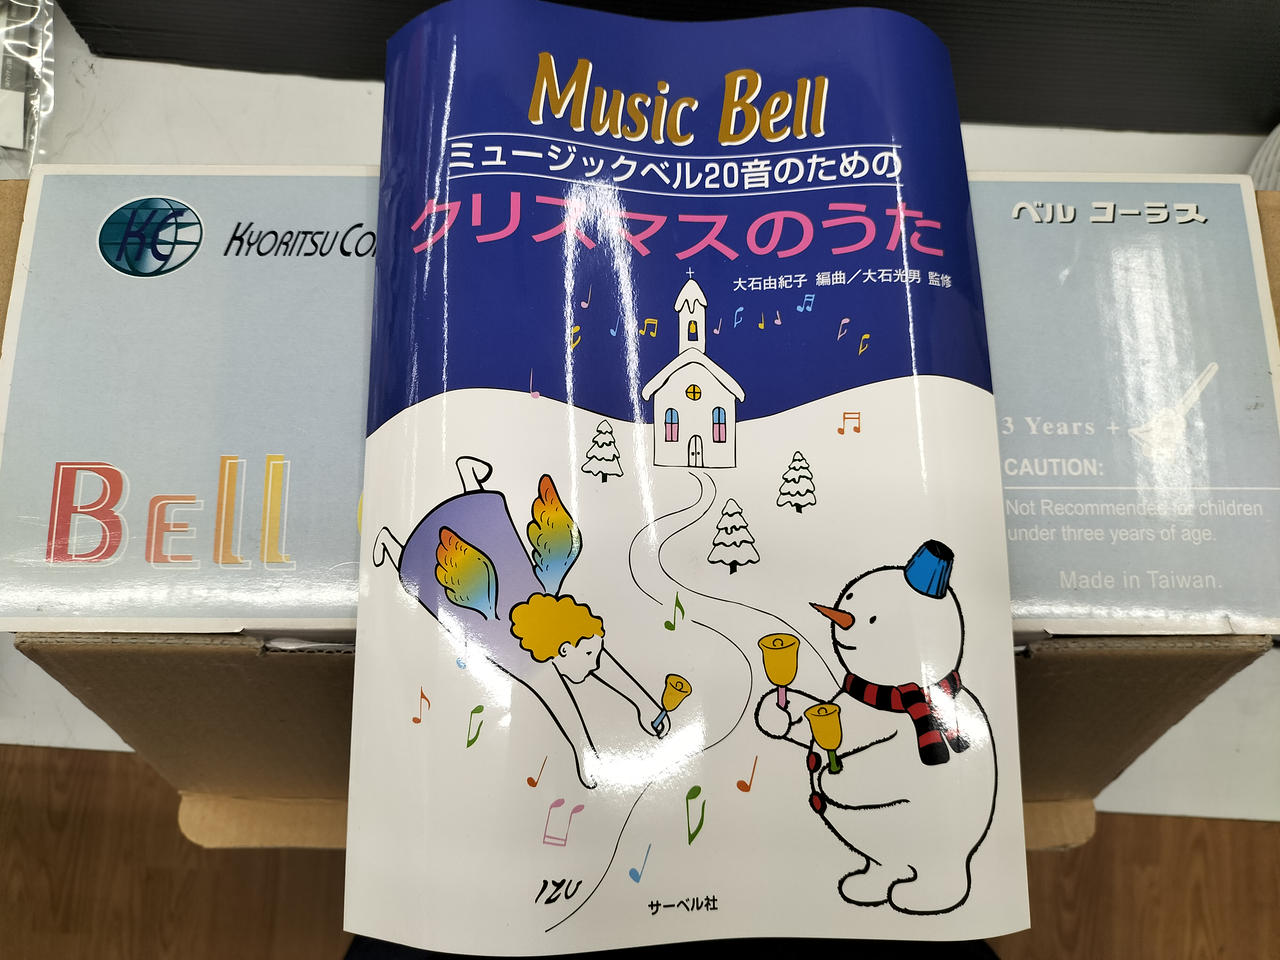 Music Bell
ミュージックベル20音のための
クリスマスのうた
大石由紀子 編曲／大石光男 監修
IZU
サーベル社
KC
KYORITSU
BELL
ベル コーラス
3 Years +
CAUTION:
Not Recommended for children
under three years of age.
Made in Taiwan.